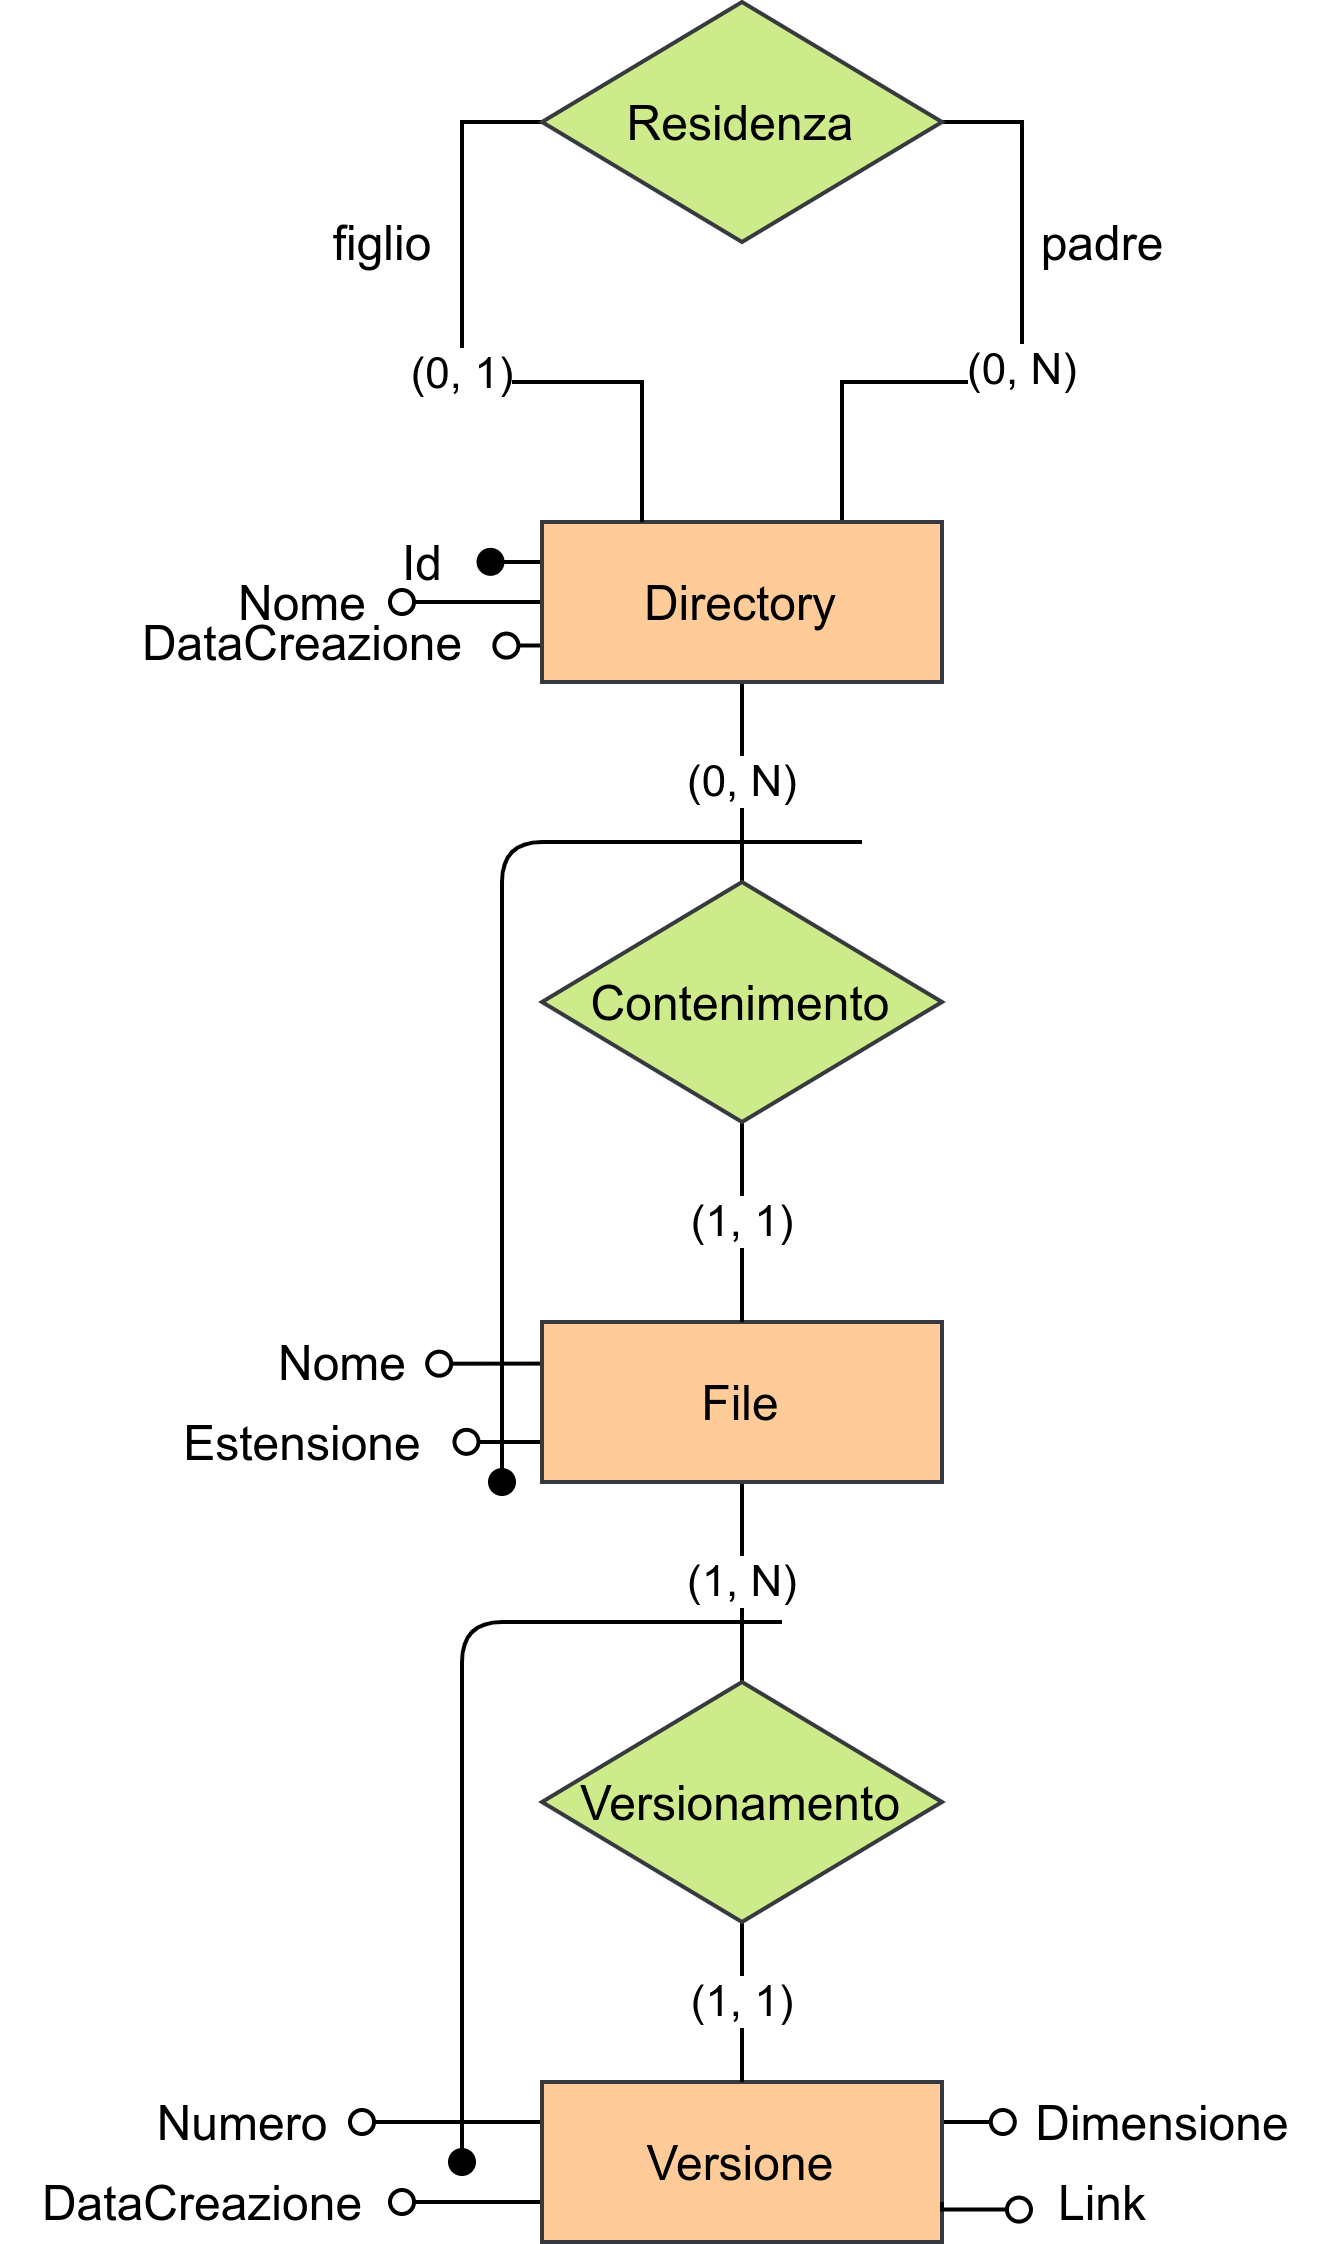 Residenza
figlio
padre
(0, 1)
(0, N)
Id
Nome
DataCreazione
Directory
(0, N)
Contenimento
(1, 1)
Nome
Estensione
File
(1, N)
Versionamento
(1, 1)
Numero
DataCreazione
Versione
Dimensione
Link